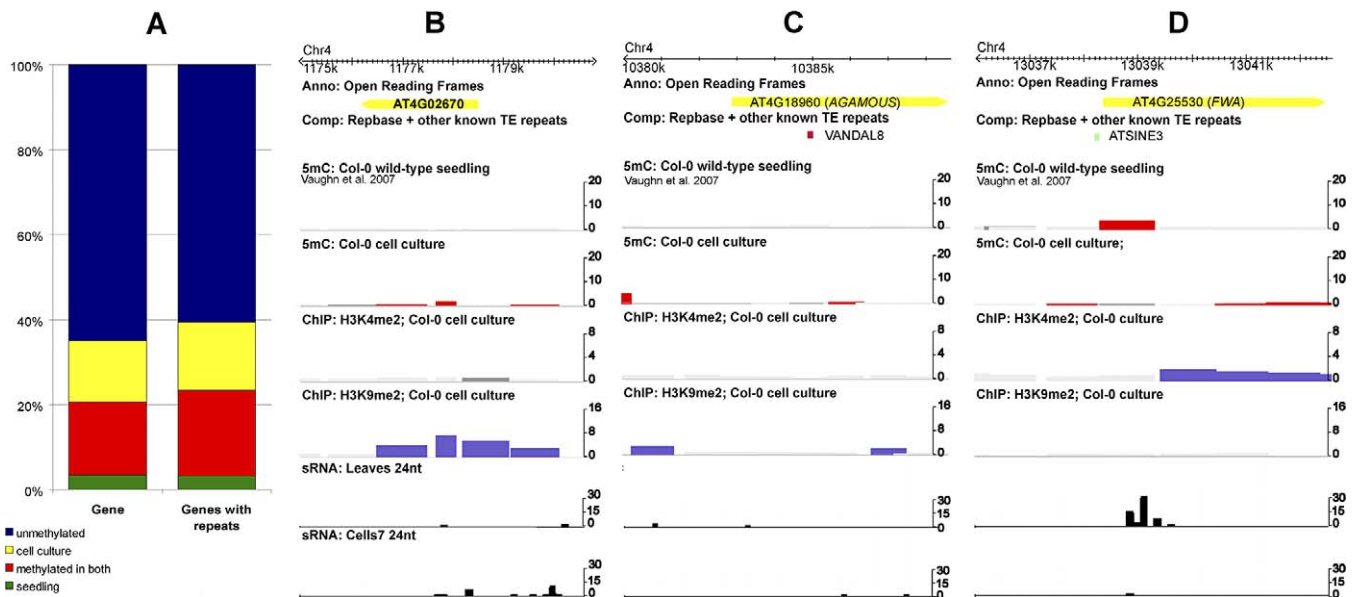 A
100%
80%
60%
40%
20%
0%
Gene
Genes with
repeats
unmethylated
cell culture
methylated in both
seedling
B
Chr4
1175k 1177k 1179k
Anno: Open Reading Frames
AT4G02670
Comp: Repbase + other known TE repeats
5mC: Col-0 wild-type seedling
Vaughn et al. 2007
20
10
0
5mC: Col-0 cell culture
20
10
0
ChIP: H3K4me2; Col-0 cell culture
8
4
0
ChIP: H3K9me2; Col-0 cell culture
16
8
0
sRNA: Leaves 24nt
30
15
0
sRNA: Cells7 24nt
30
15
0
C
Chr4
10380k 10385k
Anno: Open Reading Frames
AT4G18960 (AGAMOUS)
Comp: Repbase + other known TE repeats
VANDAL8
5mC: Col-0 wild-type seedling
Vaughn et al. 2007
20
10
0
5mC: Col-0 cell culture
20
10
0
ChIP: H3K4me2; Col-0 cell culture
8
4
0
ChIP: H3K9me2; Col-0 cell culture
16
8
0
30
15
0
30
15
0
D
Chr4
13037k 13039k 13041k
Anno: Open Reading Frames
AT4G25530 (FWA)
Comp: Repbase + other known TE repeats
ATSINE3
5mC: Col-0 wild-type seedling
Vaughn et al. 2007
20
10
0
5mC: Col-0 cell culture;
20
10
0
ChIP: H3K4me2; Col-0 cell culture
8
4
0
ChIP: H3K9me2; Col-0 cell culture
16
8
0
30
15
0
30
15
0